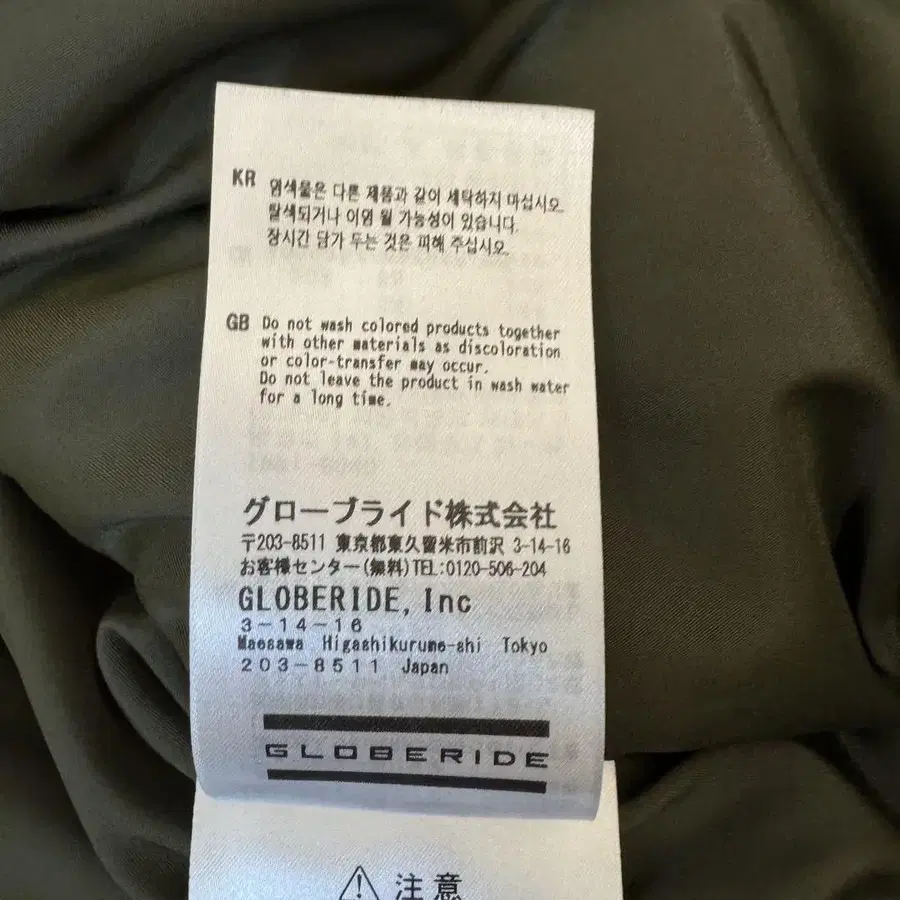 KR 염색물은 다른 제품과 같이 세탁하지 마십시오.
탈색되거나 이염 될 가능성이 있습니다.
장시간 담가 두는 것은 피해 주십시오.
GB Do not wash colored products together
with other materials as discoloration
or color-transfer may occur.
Do not leave the product in wash water
for a long time.
グローブライド株式会社
〒203-8511 東京都東久留米市前沢 3-14-16
お客様センター(無料)TEL:0120-506-204
GLOBERIDE, Inc
3-14-16
Maesawa Higashikurume-shi Tokyo
203-8511 Japan
GLOBERIDE
注意